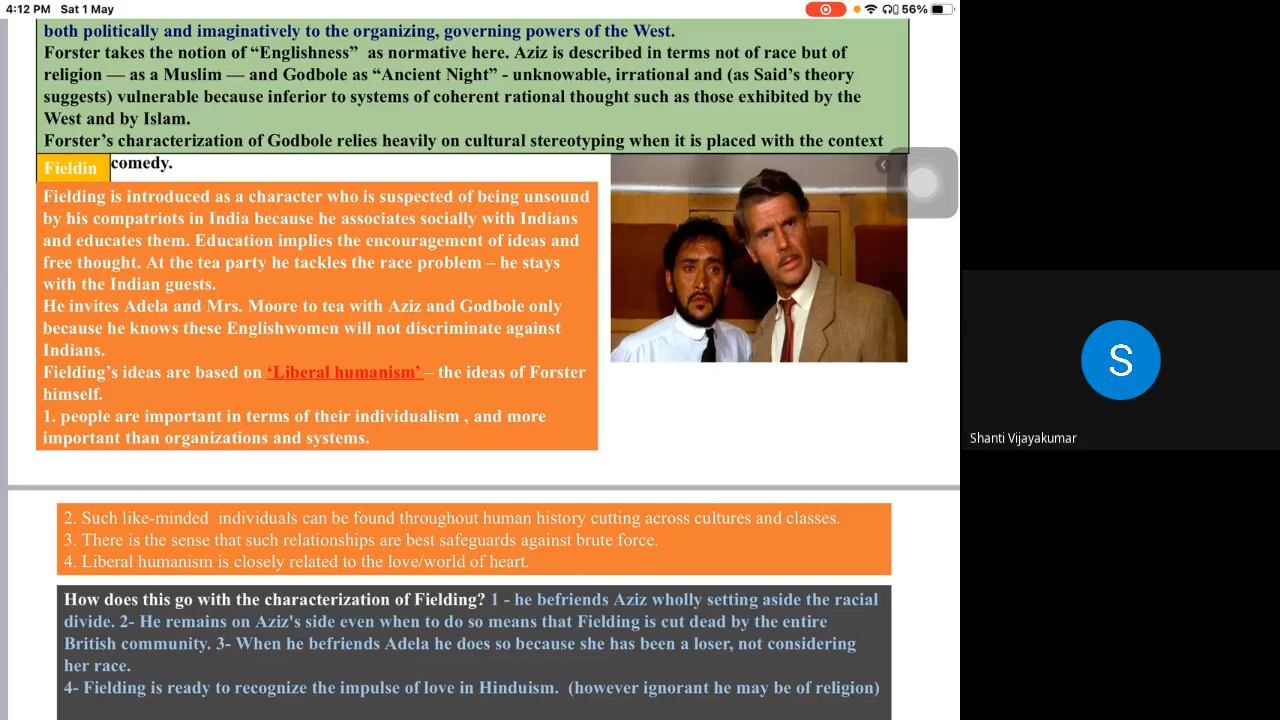 4:12 PM Sat 1 May
56%
both politically and imaginatively to the organizing, governing powers of the West.
Forster takes the notion of “Englishness” as normative here. Aziz is described in terms not of race but of
religion — as a Muslim — and Godbole as “Ancient Night” - unknowable, irrational and (as Said’s theory
suggests) vulnerable because inferior to systems of coherent rational thought such as those exhibited by the
West and by Islam.
Forster’s characterization of Godbole relies heavily on cultural stereotyping when it is placed with the context
comedy.
Fieldin
Fielding is introduced as a character who is suspected of being unsound
by his compatriots in India because he associates socially with Indians
and educates them. Education implies the encouragement of ideas and
free thought. At the tea party he tackles the race problem – he stays
with the Indian guests.
He invites Adela and Mrs. Moore to tea with Aziz and Godbole only
because he knows these Englishwomen will not discriminate against
Indians.
Fielding’s ideas are based on ‘Liberal humanism’ – the ideas of Forster
himself.
1. people are important in terms of their individualism , and more
important than organizations and systems.
2. Such like-minded individuals can be found throughout human history cutting across cultures and classes.
3. There is the sense that such relationships are best safeguards against brute force.
4. Liberal humanism is closely related to the love/world of heart.
How does this go with the characterization of Fielding? 1 - he befriends Aziz wholly setting aside the racial
divide. 2- He remains on Aziz's side even when to do so means that Fielding is cut dead by the entire
British community. 3- When he befriends Adela he does so because she has been a loser, not considering
her race.
4- Fielding is ready to recognize the impulse of love in Hinduism. (however ignorant he may be of religion)
S
Shanti Vijayakumar